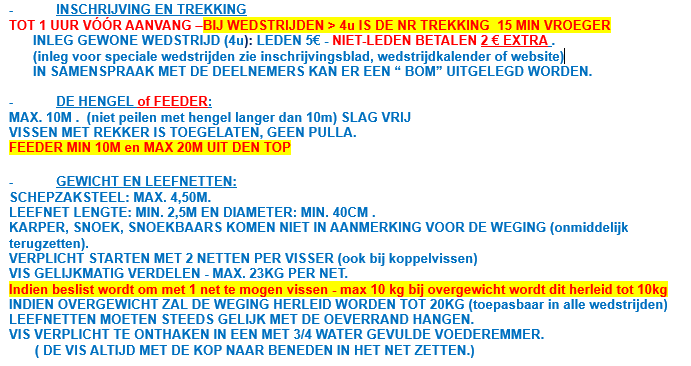 - INSCHRIJVING EN TREKKING
TOT 1 UUR VÓÓR AANVANG –BIJ WEDSTRIJDEN > 4u IS DE NR TREKKING 15 MIN VROEGER
INLEG GEWONE WEDSTRIJD (4u): LEDEN 5€ - NIET-LEDEN BETALEN 2 € EXTRA .
(inleg voor speciale wedstrijden zie inschrijvingsblad, wedstrijdkalender of website)
IN SAMENSPRAAK MET DE DEELNEMERS KAN ER EEN “ BOM” UITGELEGD WORDEN.
- DE HENGEL of FEEDER:
MAX. 10M . (niet peilen met hengel langer dan 10m) SLAG VRIJ
VISSEN MET REKKER IS TOEGELATEN, GEEN PULLA.
FEEDER MIN 10M en MAX 20M UIT DEN TOP
- GEWICHT EN LEEFNETTEN:
SCHEPZAKSTEEL: MAX. 4,50M.
LEEFNET LENGTE: MIN. 2,5M EN DIAMETER: MIN. 40CM .
KARPER, SNOEK, SNOEKBAARS KOMEN NIET IN AANMERKING VOOR DE WEGING (onmiddelijk
terugzetten).
VERPLICHT STARTEN MET 2 NETTEN PER VISSER (ook bij koppelvissen)
VIS GELIJKMATIG VERDELEN - MAX. 23KG PER NET.
Indien beslist wordt om met 1 net te mogen vissen - max 10 kg bij overgewicht wordt dit herleid tot 10kg
INDIEN OVERGEWICHT ZAL DE WEGING HERLEID WORDEN TOT 20KG (toepasbaar in alle wedstrijden)
LEEFNETTEN MOETEN STEEDS GELIJK MET DE OEVERRAND HANGEN.
VIS VERPLICHT TE ONTHAKEN IN EEN MET 3/4 WATER GEVULDE VOEDEREMMER.
( DE VIS ALTIJD MET DE KOP NAAR BENEDEN IN HET NET ZETTEN.)